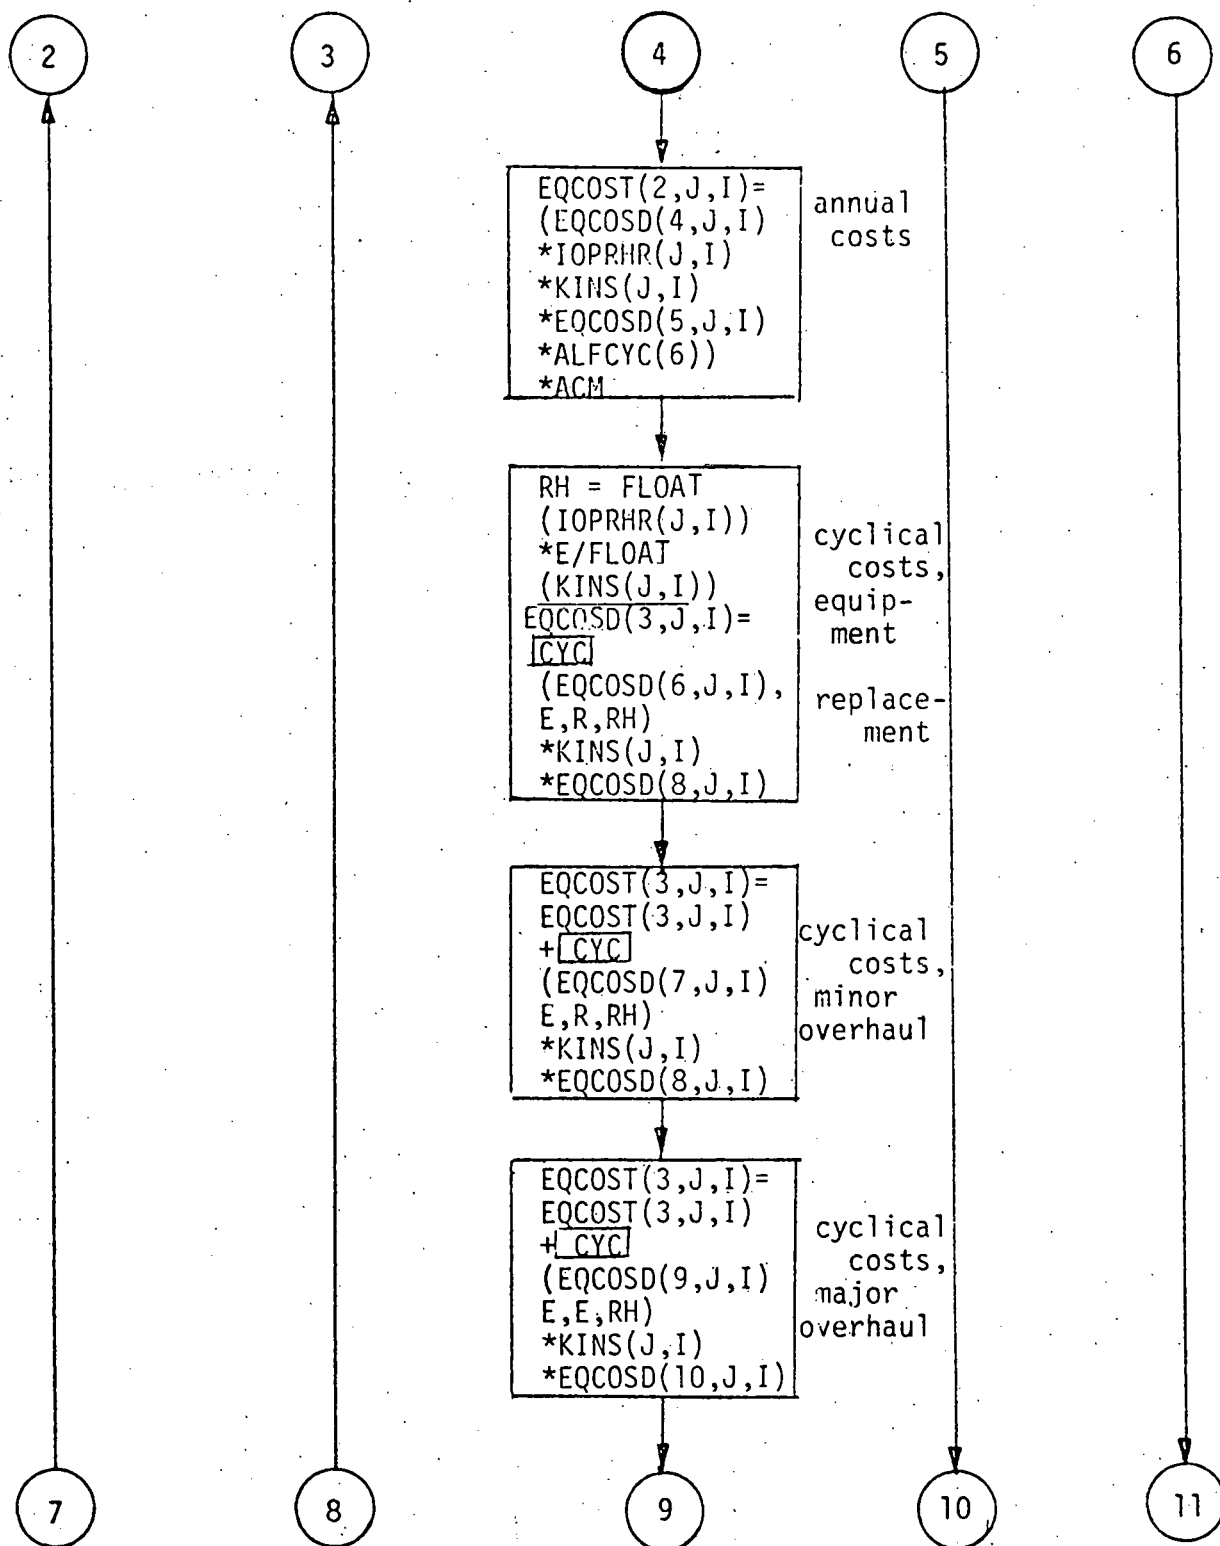 2
3
4
5
6
EQCOST(2,J,I)=
(EQCOSD(4,J,I)
*IOPRHR(J,I)
*KINS(J,I)
*EQCOSD(5,J,I)
*ALFCYC(6))
*ACM
annual
costs
RH = FLOAT
(IOPRHR(J,I))
*E/FLOAT
(KINS(J,I))
EQCOSD(3,J,I)=
CYC
(EQCOSD(6,J,I),
E,R,RH)
*KINS(J,I)
*EQCOSD(8,J,I)
cyclical
costs,
equip-
ment
replace-
ment
EQCOST(3,J,I)=
EQCOST(3,J,I)
+ CYC
(EQCOSD(7,J,I)
E,R,RH)
*KINS(J,I)
*EQCOSD(8,J,I)
cyclical
costs,
minor
overhaul
EQCOST(3,J,I)=
EQCOST(3,J,I)
+ CYC
(EQCOSD(9,J,I)
E,E,RH)
*KINS(J,I)
*EQCOSD(10,J,I)
cyclical
costs,
major
overhaul
7
8
9
10
11